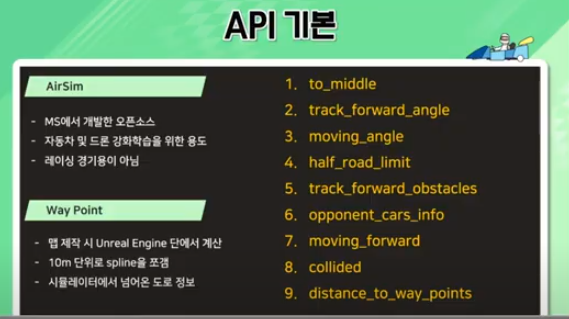 API 기본
AirSim
- MS에서 개발한 오픈소스
- 자동차 및 드론 강화학습을 위한 용도
- 레이싱 경기용이 아님
Way Point
- 맵 제작 시 Unreal Engine 단에서 계산
- 10m 단위로 spline을 포갬
- 시뮬레이터에서 넘어온 도로 정보
1. to_middle
2. track_forward_angle
3. moving_angle
4. half_road_limit
5. track_forward_obstacles
6. opponent_cars_info
7. moving_forward
8. collided
9. distance_to_way_points